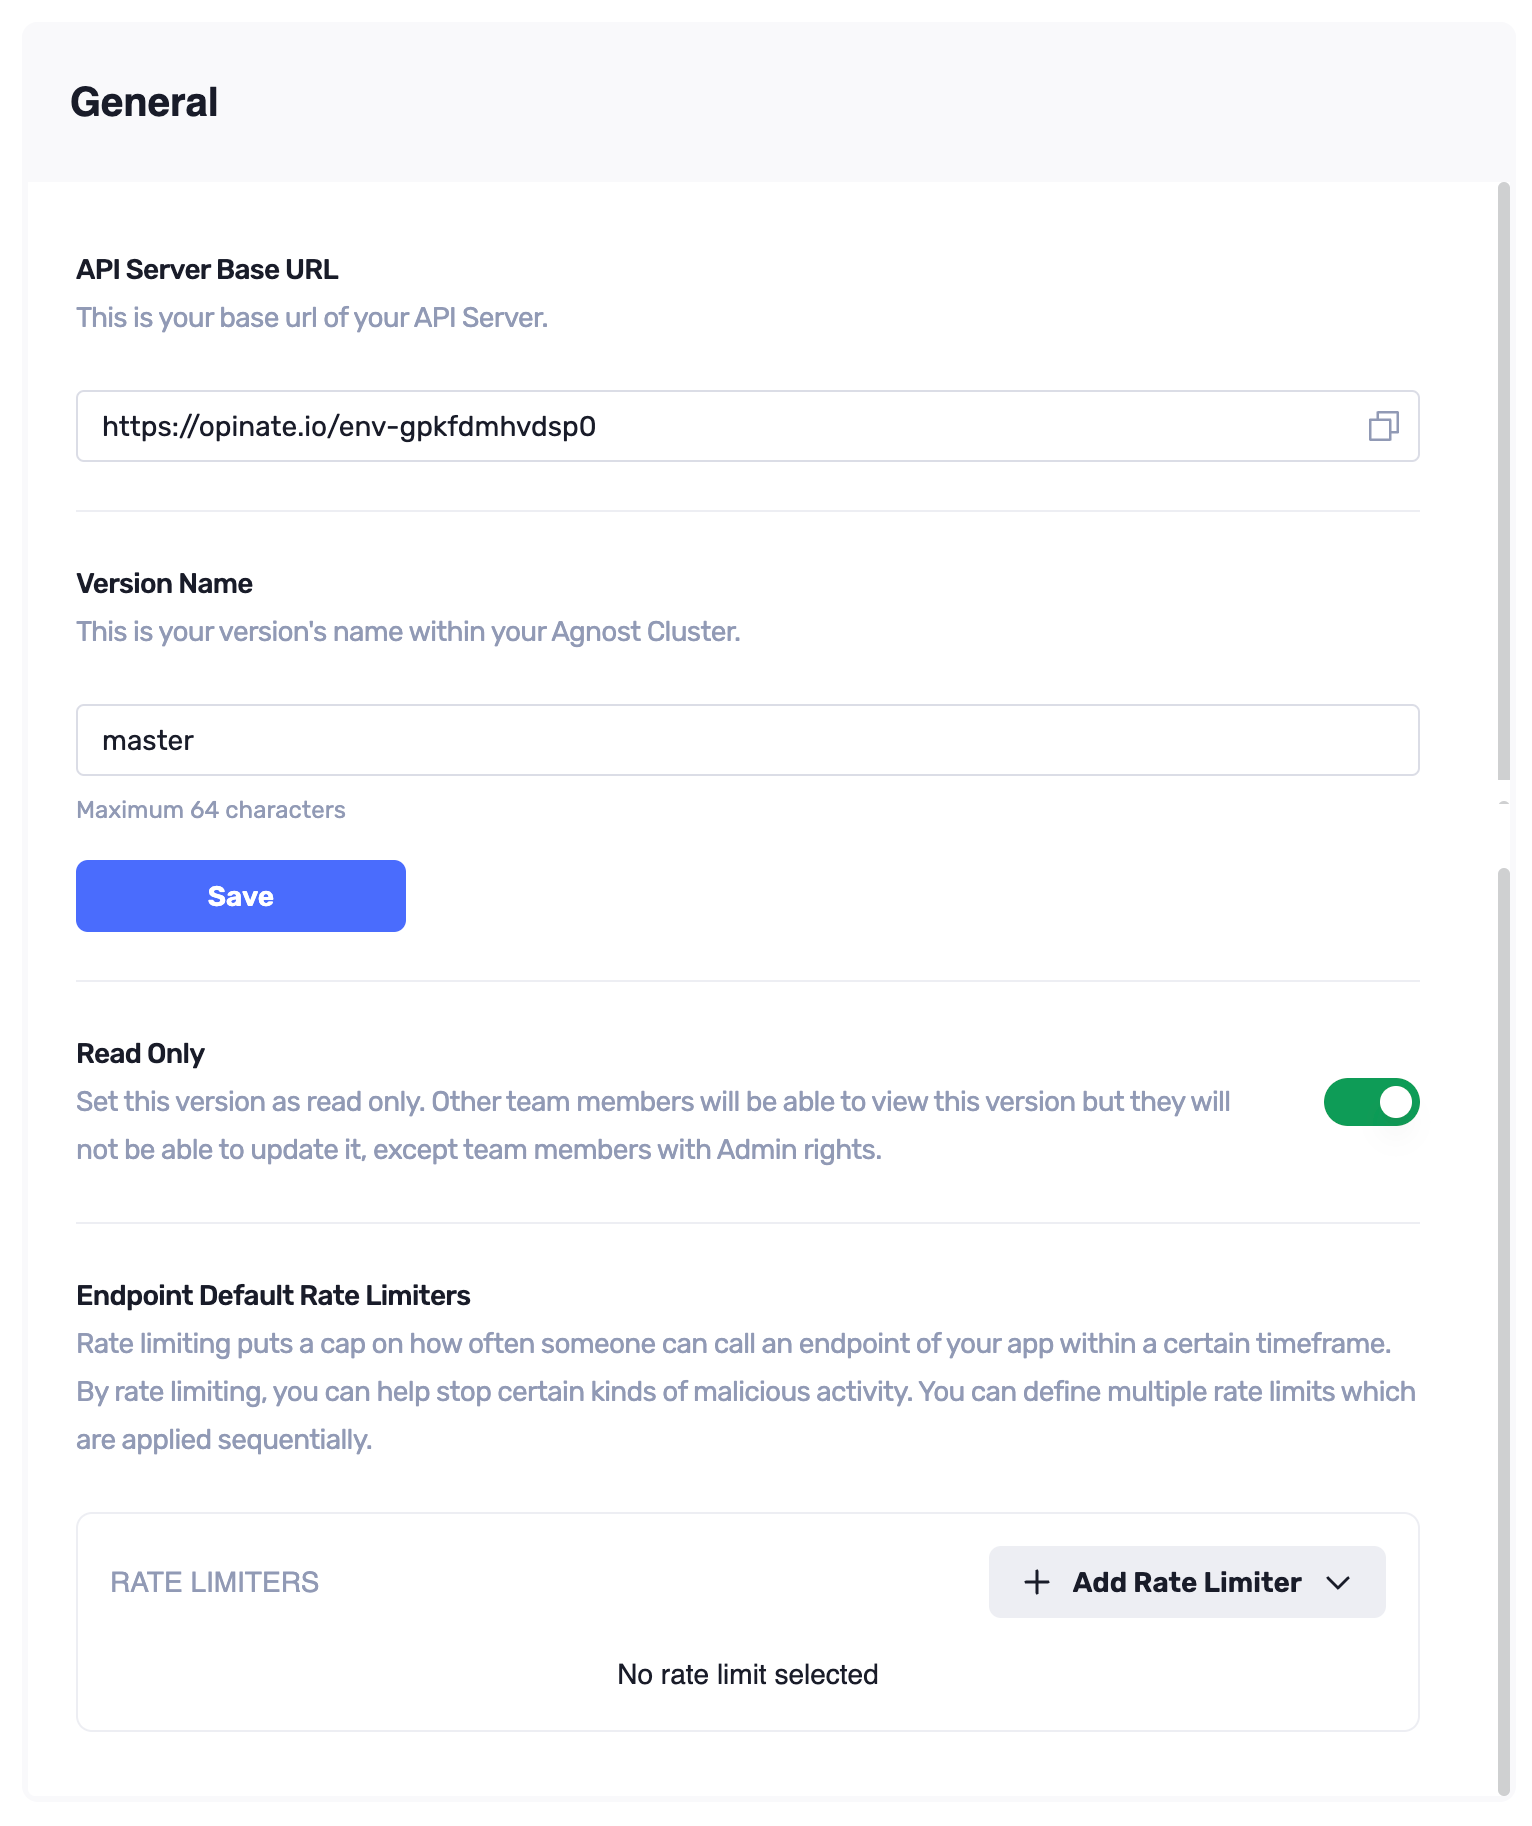 General
API Server Base URL
This is your base url of your API Server.
https://opinate.io/env-gpkfdmhvdsp0
Version Name
This is your version's name within your Agnost Cluster.
master
Maximum 64 characters
Save
Read Only
Set this version as read only. Other team members will be able to view this version but they will
not be able to update it, except team members with Admin rights.
Endpoint Default Rate Limiters
Rate limiting puts a cap on how often someone can call an endpoint of your app within a certain timeframe.
By rate limiting, you can help stop certain kinds of malicious activity. You can define multiple rate limits which
are applied sequentially.
RATE LIMITERS
Add Rate Limiter
No rate limit selected